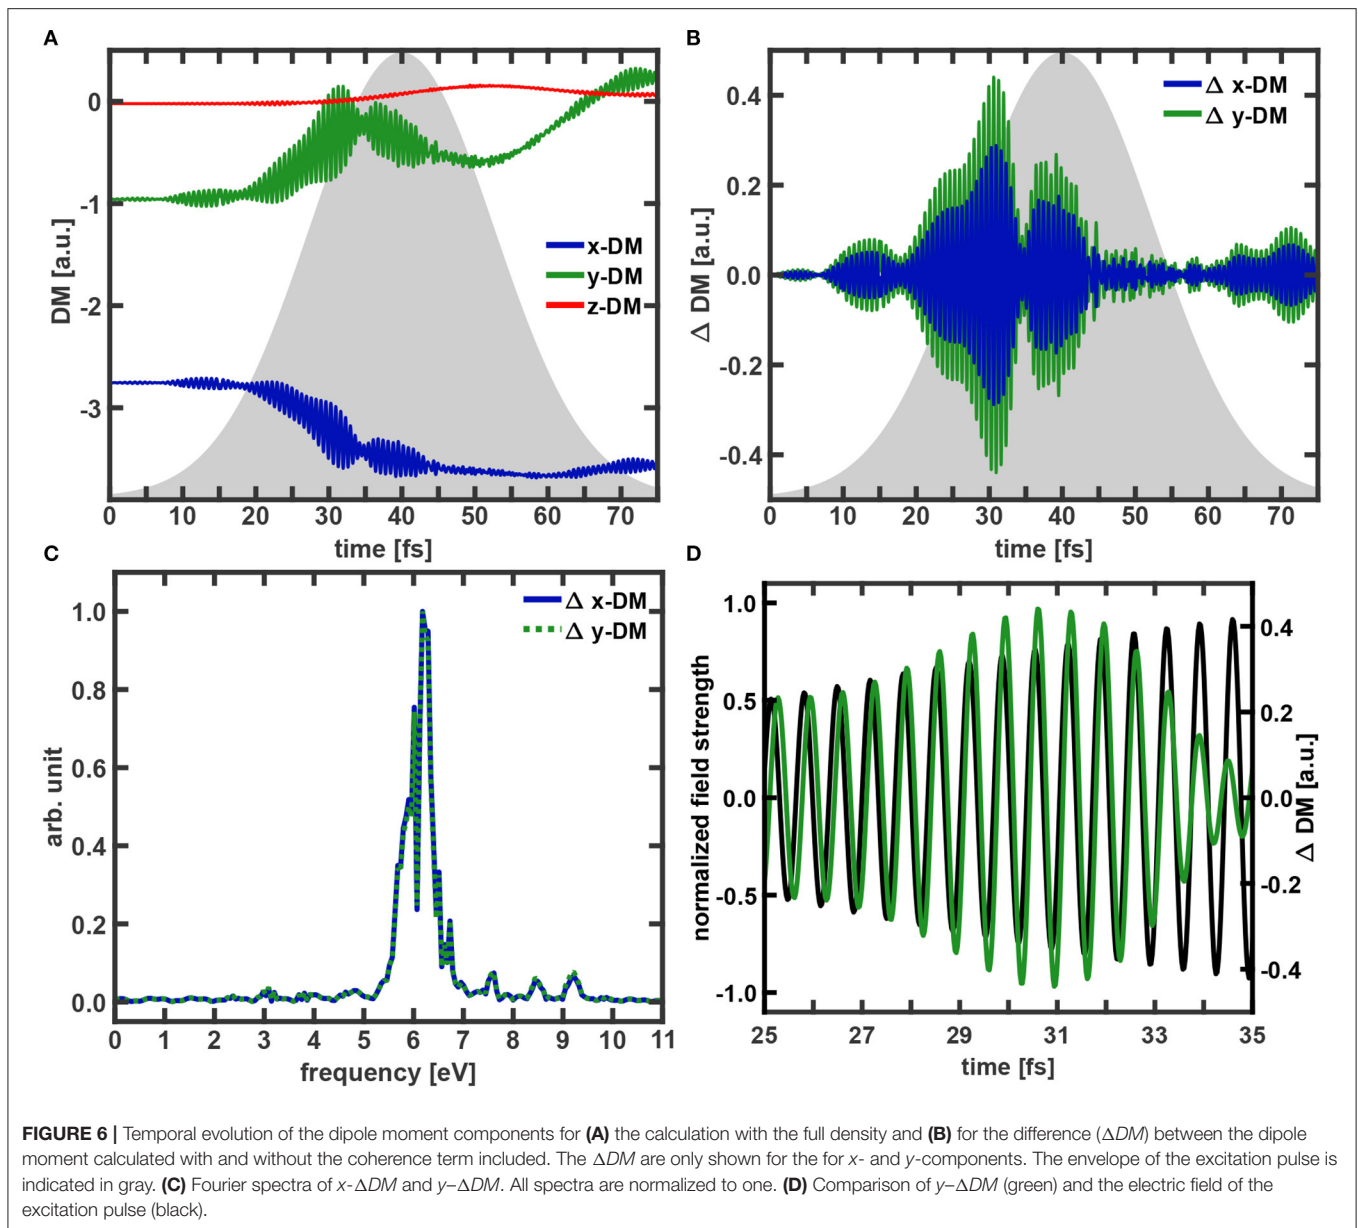 A
0
-1
-2
-3
DM [a.u.]
x-DM
y-DM
z-DM
0 10 20 30 40 50 60 70
time [fs]
B
0.4
0.2
0.0
-0.2
-0.4
Δ DM [a.u.]
Δ x-DM
Δ y-DM
0 10 20 30 40 50 60 70
time [fs]
C
1.0
0.8
0.6
0.4
0.2
0.0
arb. unit
Δ x-DM
Δ y-DM
0 1 2 3 4 5 6 7 8 9 10 11
frequency [eV]
D
1.0
0.5
0.0
-0.5
-1.0
normalized field strength
0.4
0.2
0.0
-0.2
-0.4
Δ DM [a.u.]
25 27 29 31 33 35
time [fs]
FIGURE 6 | Temporal evolution of the dipole moment components for (A) the calculation with the full density and (B) for the difference (ΔDM) between the dipole
moment calculated with and without the coherence term included. The ΔDM are only shown for the for x- and y-components. The envelope of the excitation pulse is
indicated in gray. (C) Fourier spectra of x-ΔDM and y–ΔDM. All spectra are normalized to one. (D) Comparison of y–ΔDM (green) and the electric field of the
excitation pulse (black).